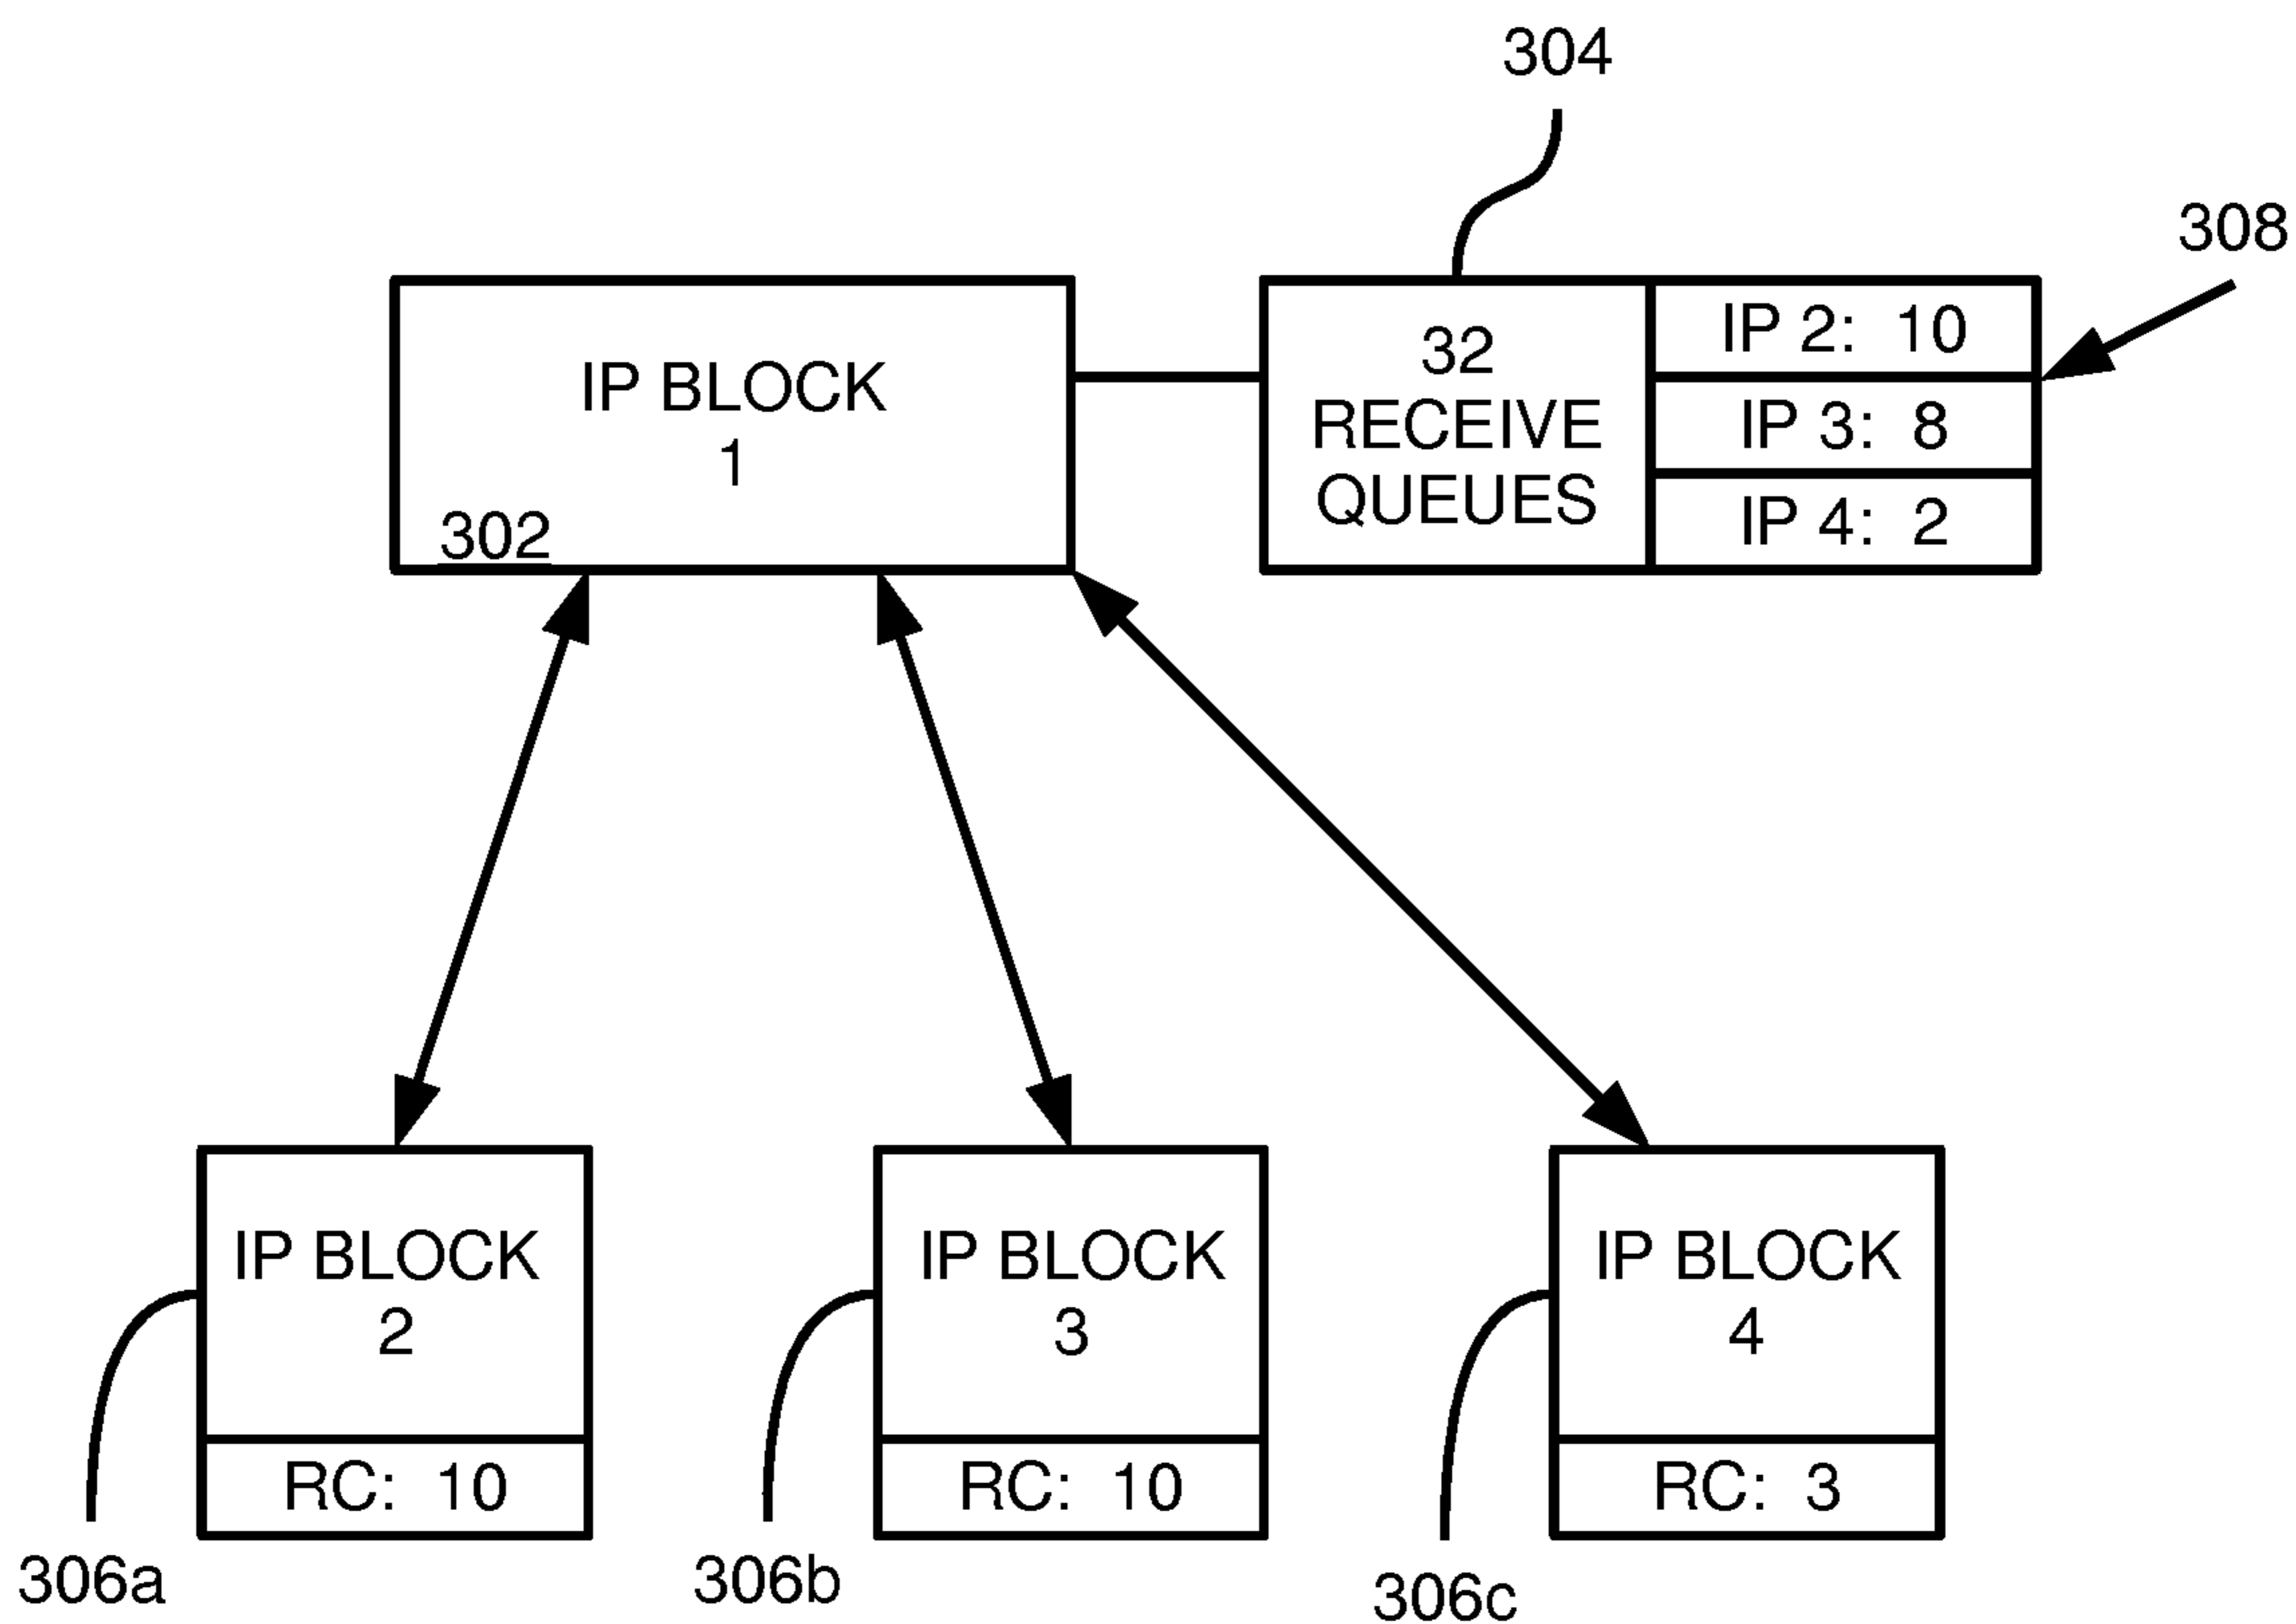 304
308
IP BLOCK
1
302
32
RECEIVE
QUEUES
IP 2: 10
IP 3: 8
IP 4: 2
IP BLOCK
2
RC: 10
306a
IP BLOCK
3
RC: 10
306b
IP BLOCK
4
RC: 3
306c